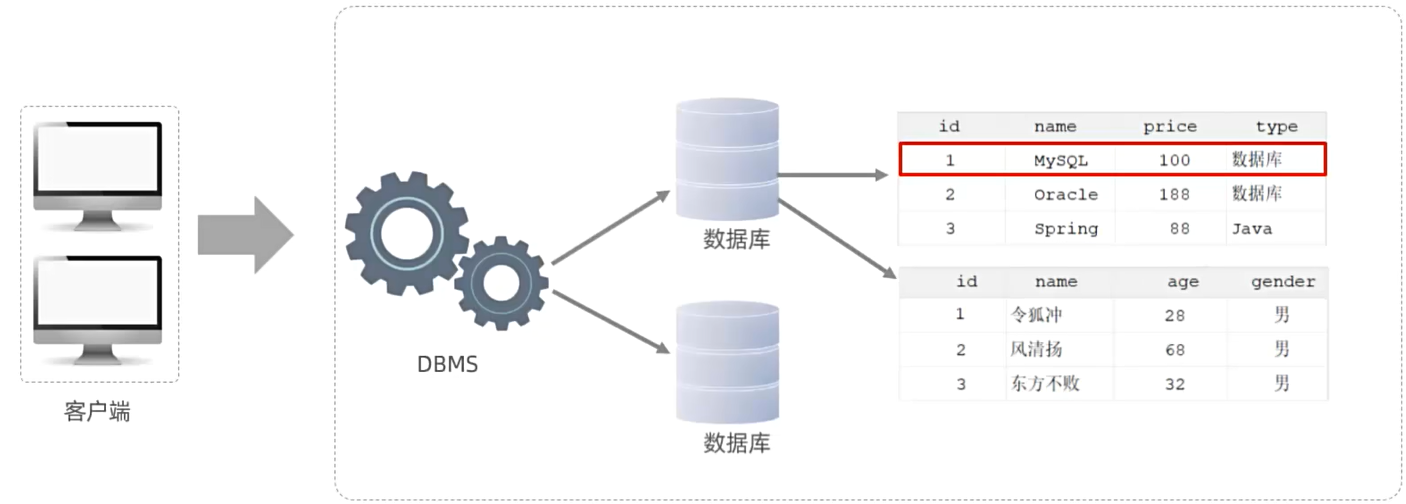 客户端
DBMS
数据库
数据库
id name price type
1 MySQL 100 数据库
2 Oracle 188 数据库
3 Spring 88 Java
id name age gender
1 令狐冲 28 男
2 风清扬 68 男
3 东方不败 32 男